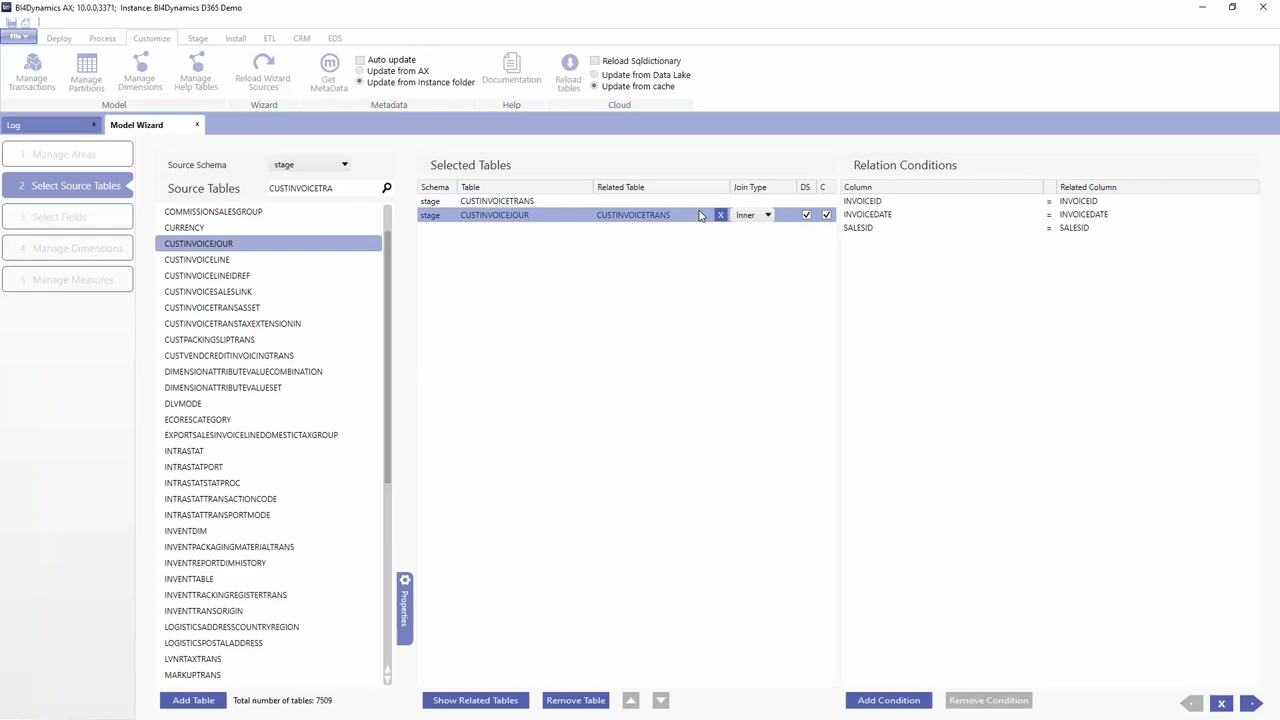 BI4Dynamics AX; 10.0.0.3371; Instance: BI4Dynamics D365 Demo
File
Deploy
Process
Customize
Stage
Install
ETL
CRM
EDS
Manage Transactions
Manage Partitions
Manage Dimensions
Manage Help Tables
Reload Wizard Sources
Get MetaData
Auto update
Update from AX
Update from Instance folder
Documentation
Reload tables
Reload Sqldictionary
Update from Data Lake
Update from cache
Model
Wizard
Metadata
Help
Cloud
Log x
Model Wizard x
1 Manage Areas
2 Select Source Tables
3 Select Fields
4 Manage Dimensions
5 Manage Measures
Source Schema stage
Source Tables CUSTINVOICETRA
COMMISSIONSALESGROUP
CURRENCY
CUSTINVOICEJOUR
CUSTINVOICELINE
CUSTINVOICELINEIDREF
CUSTINVOICESALESLINK
CUSTINVOICETRANSASSET
CUSTINVOICETRANSTAXEXTENSIONIN
CUSTPACKINGSLIPTRANS
CUSTVENDCREDITINVOICINGTRANS
DIMENSIONATTRIBUTEVALUECOMBINATION
DIMENSIONATTRIBUTEVALUESET
DLVMODE
ECORESCATEGORY
EXPORTSALESINVOICELINEDOMESTICTAXGROUP
INTRASTAT
INTRASTATPORT
INTRASTATSTATPROC
INTRASTATTRANSACTIONCODE
INTRASTATTRANSPORTMODE
INVENTDIM
INVENTPACKAGINGMATERIALTRANS
INVENTREPORTDIMHISTORY
INVENTTABLE
INVENTTRACKINGREGISTERTRANS
INVENTTRANSORIGIN
LOGISTICSADDRESSCOUNTRYREGION
LOGISTICSPOSTALADDRESS
LVNRTAXTRANS
MARKUPTRANS
Add Table Total number of tables: 7509
Properties
Selected Tables
Schema Table Related Table Join Type DS C
stage CUSTINVOICETRANS
stage CUSTINVOICEJOUR CUSTINVOICETRANS X Inner
Show Related Tables Remove Table
Relation Conditions
Column Related Column
INVOICEID = INVOICEID
INVOICEDATE = INVOICEDATE
SALESID = SALESID
Add Condition Remove Condition
X